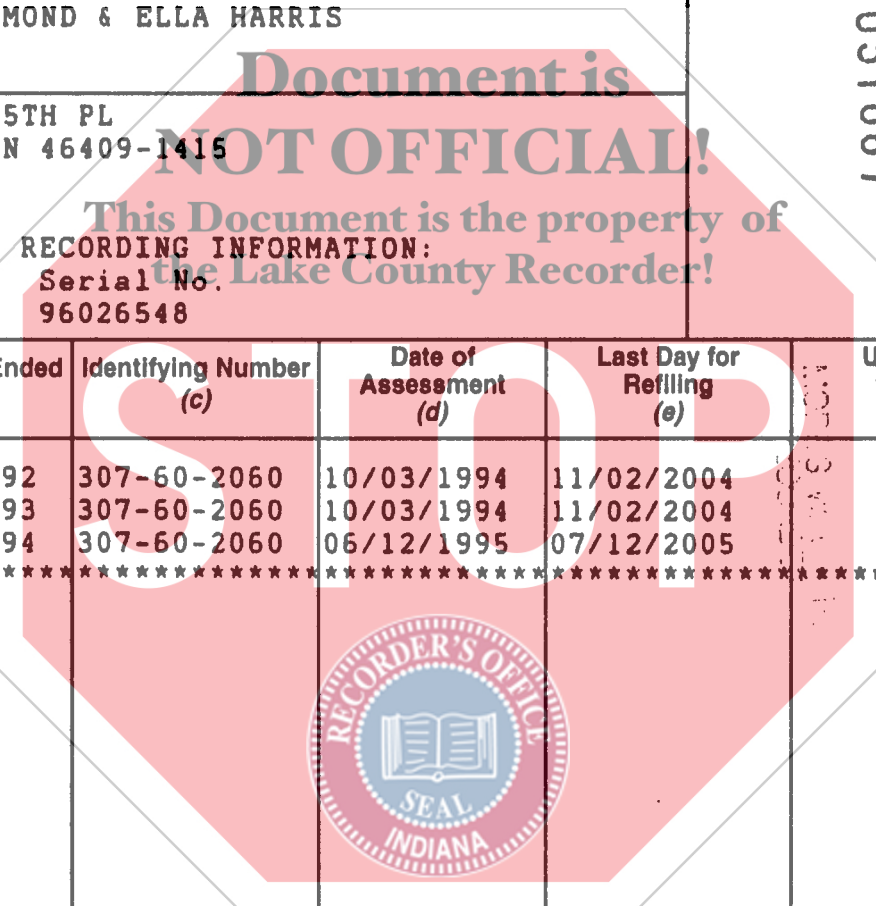 MOND & ELLA HARRIS
Document is
5TH PL
N 46409-1415
NOT OFFICIAL!
This Document is the property of
RECORDING INFORMATION:
the Lake County Recorder!
Serial No.
96026548
Ended Identifying Number (c) Date of Assessment (d) Last Day for Refiling (e)
STOP
92 307-60-2060 10/03/1994 11/02/2004
93 307-60-2060 10/03/1994 11/02/2004
94 307-60-2060 06/12/1995 07/12/2005
RECORDER'S OFFICE
SEAL
INDIANA